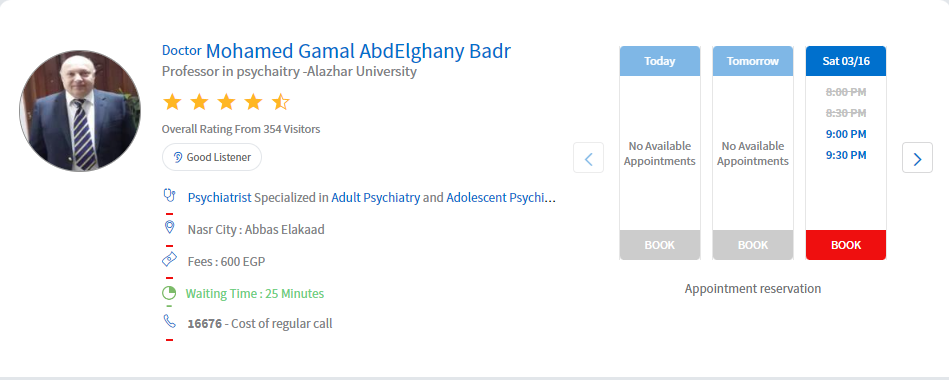 Doctor Mohamed Gamal AbdElghany Badr
Professor in psychaitry -Alazhar University
Overall Rating From 354 Visitors
Good Listener
Psychiatrist Specialized in Adult Psychiatry and Adolescent Psychi...
Nasr City : Abbas Elakaad
Fees : 600 EGP
Waiting Time : 25 Minutes
16676 - Cost of regular call
Today
No Available
Appointments
BOOK
Tomorrow
No Available
Appointments
BOOK
Sat 03/16
8:00 PM
8:30 PM
9:00 PM
9:30 PM
BOOK
Appointment reservation